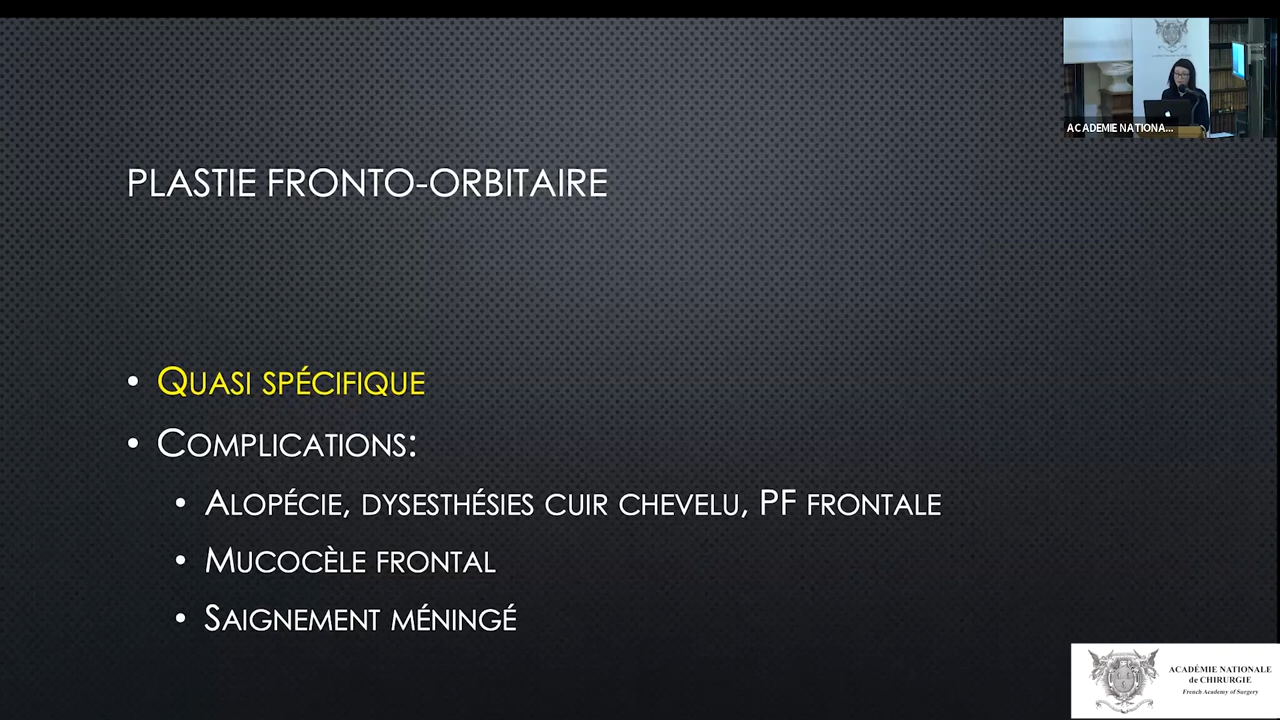 ACADEMIE NATIONA...
PLASTIE FRONTO-ORBITAIRE
• QUASI SPÉCIFIQUE
• COMPLICATIONS:
• ALOPÉCIE, DYSESTHÉSIES CUIR CHEVELU, PF FRONTALE
• MUCOCÈLE FRONTAL
• SAIGNEMENT MÉNINGÉ
ACADÉMIE NATIONALE
de CHIRURGIE
French Academy of Surgery